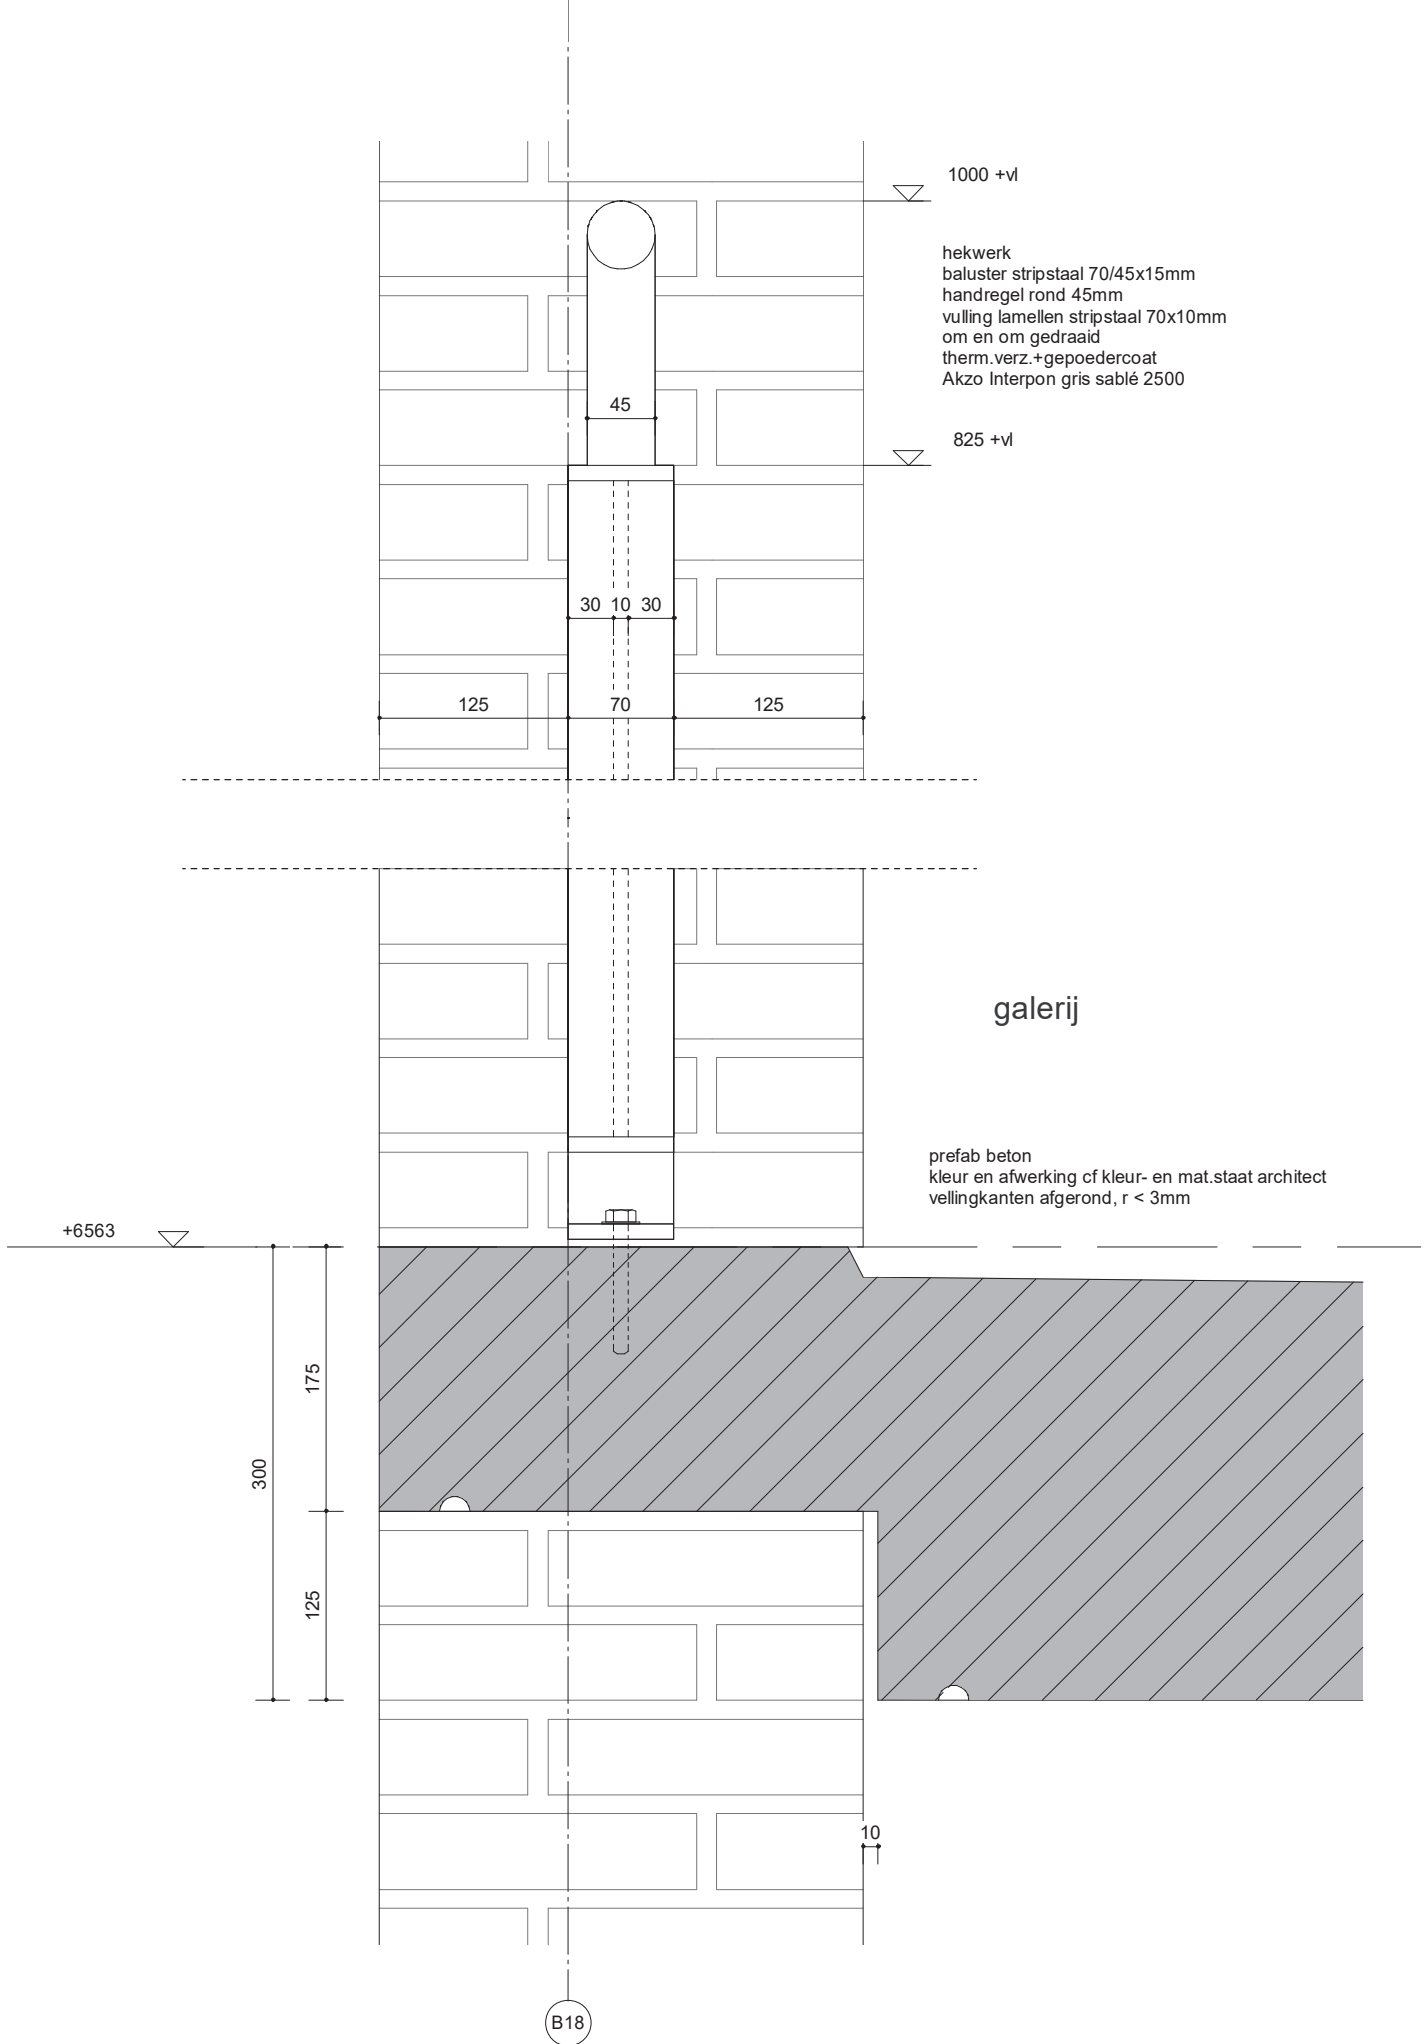 1000 +vl
hekwerk
baluster stripstaal 70/45x15mm
handregel rond 45mm
vulling lamellen stripstaal 70x10mm
om en om gedraaid
therm.verz.+gepoedercoat
Akzo Interpon gris sablé 2500
45
825 +vl
30 10 30
125 70 125
galerij
prefab beton
kleur en afwerking cf kleur- en mat.staat architect
vellingkanten afgerond, r < 3mm
+6563
175
300
125
10
B18